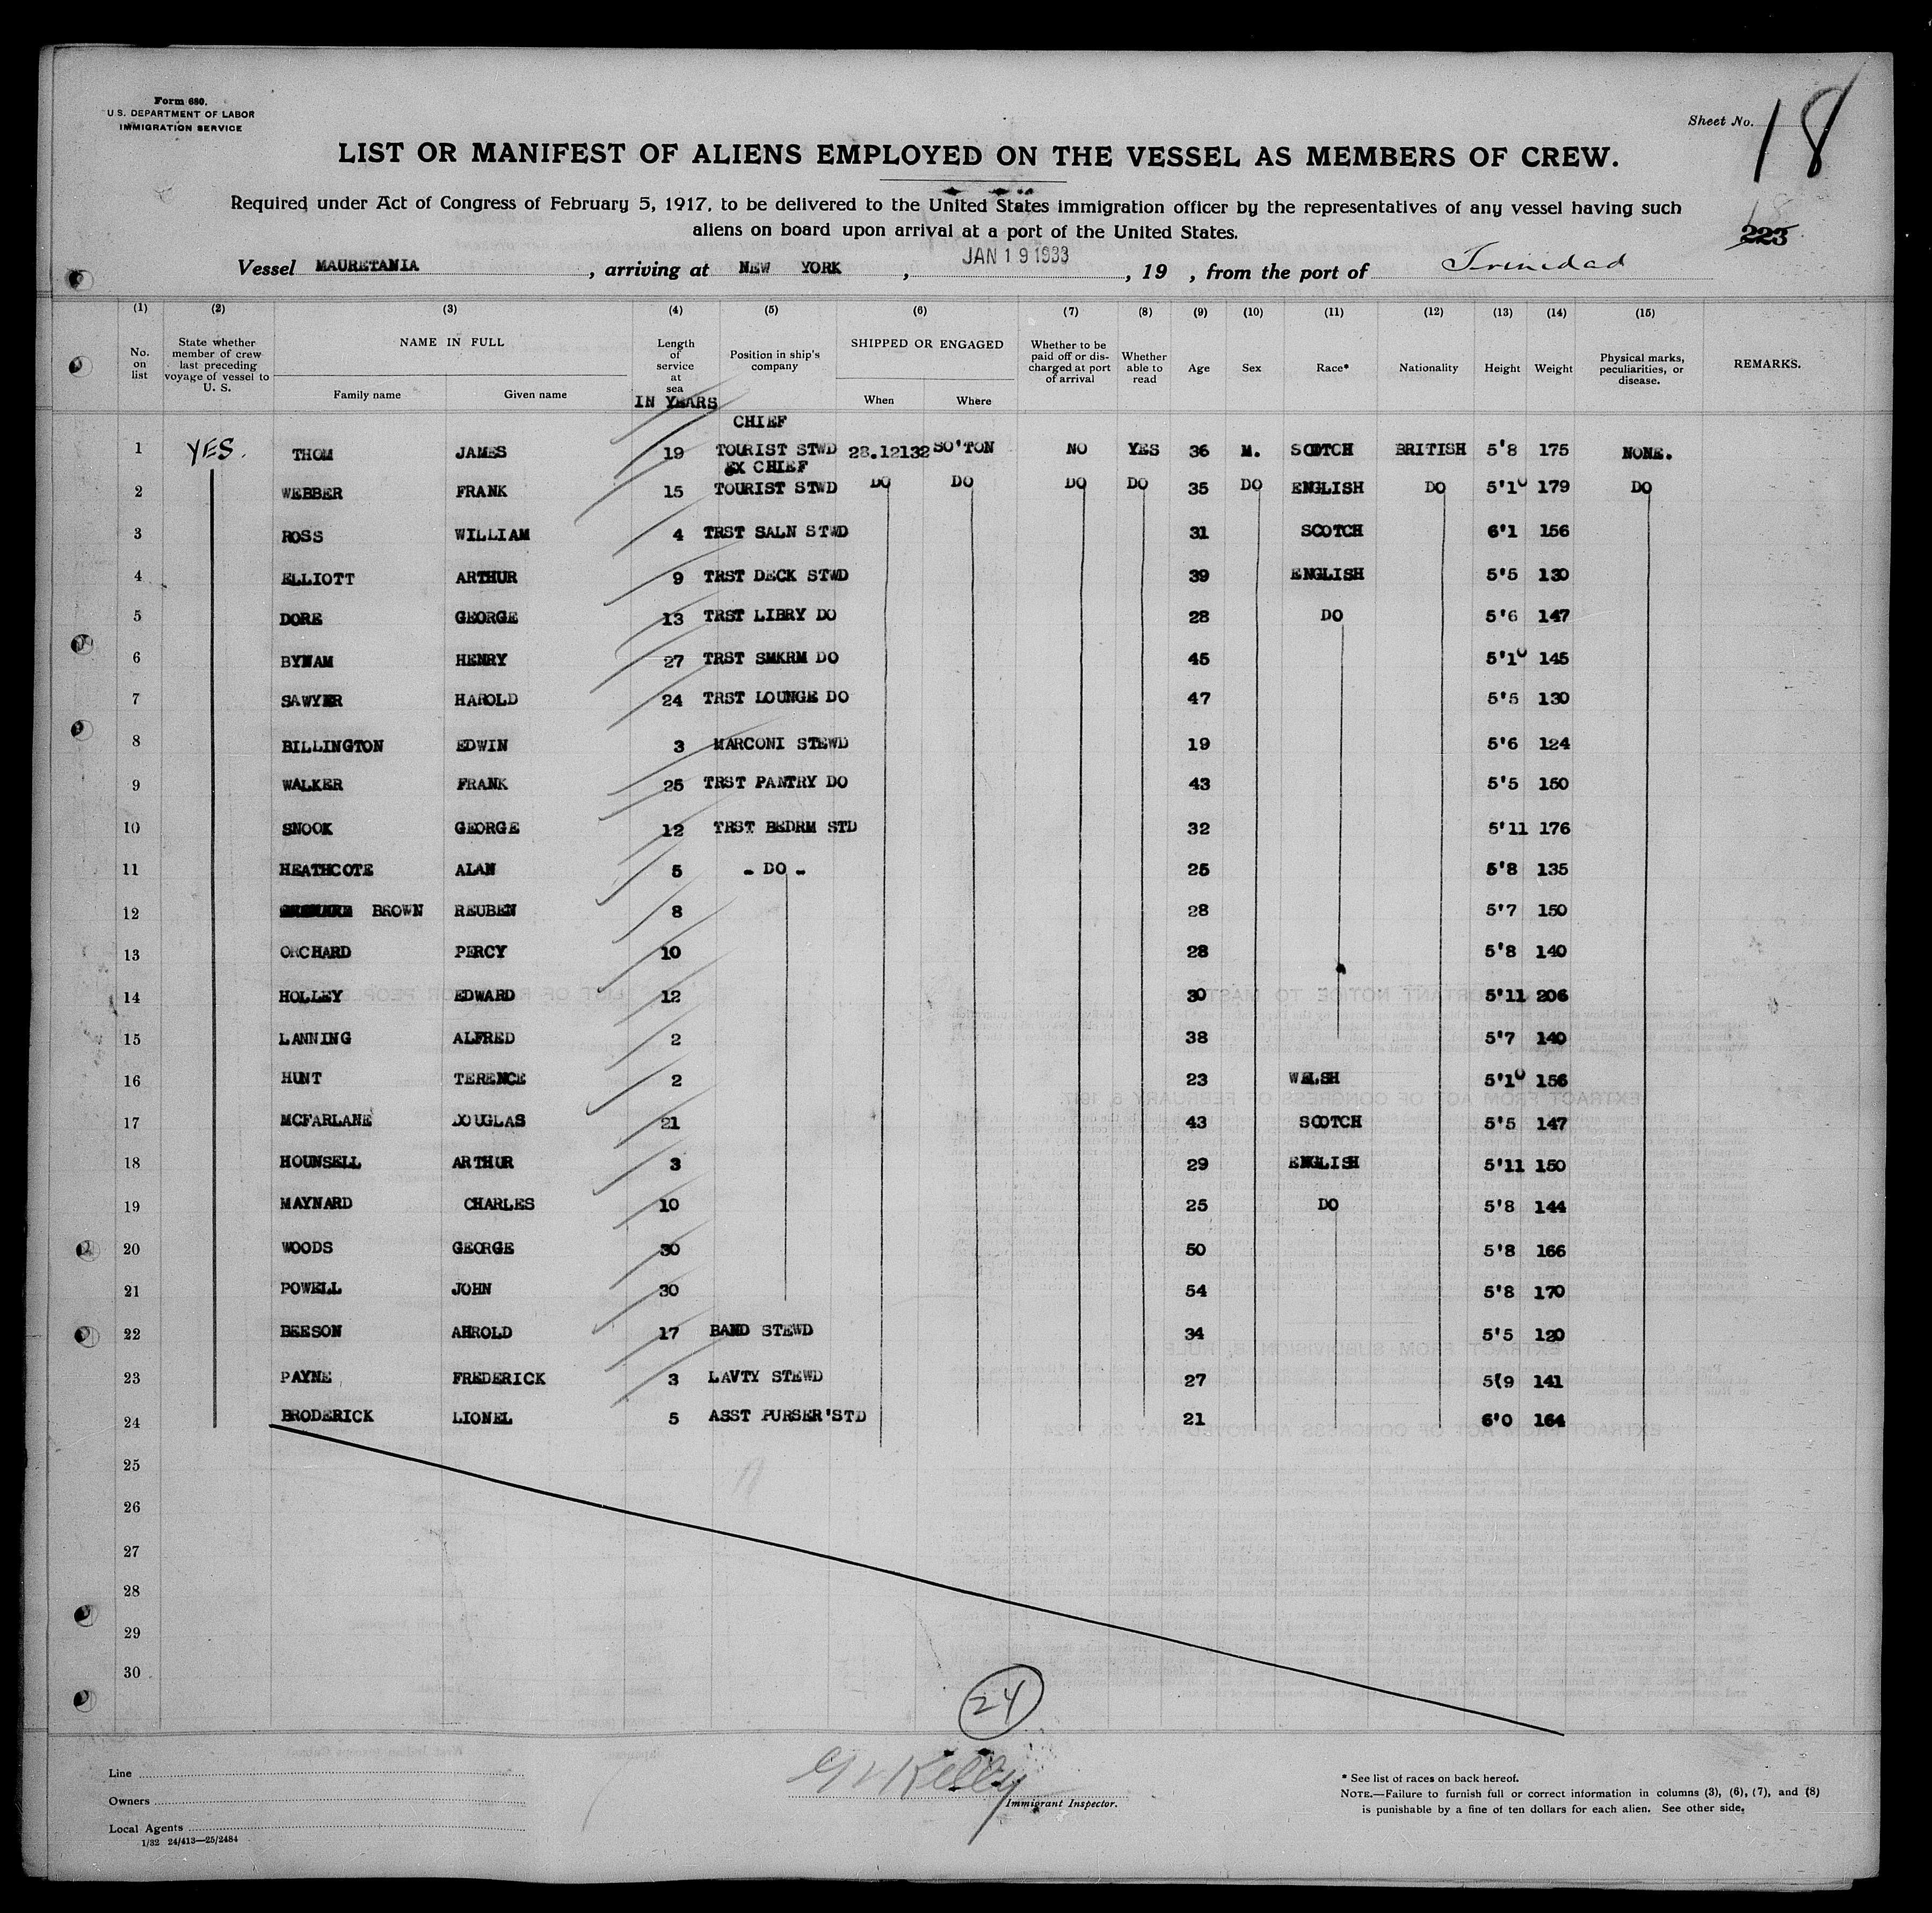 Form 680.
U.S. DEPARTMENT OF LABOR
IMMIGRATION SERVICE
Sheet No. 18
LIST OR MANIFEST OF ALIENS EMPLOYED ON THE VESSEL AS MEMBERS OF CREW.
Required under Act of Congress of February 5, 1917, to be delivered to the United States immigration officer by the representatives of any vessel having such
aliens on board upon arrival at a port of the United States.
18
223
Vessel MAURETANIA, arriving at NEW YORK, JAN 19 1933, 19 , from the port of Trinidad
(1) (2) (3) (4) (5) (6) (7) (8) (9) (10) (11) (12) (13) (14) (15)
No. on list
State whether member of crew last preceding voyage of vessel to U. S.
NAME IN FULL
Family name Given name
Length of service at sea
IN YEARS
Position in ship's company
SHIPPED OR ENGAGED
When Where
Whether to be paid off or discharged at port of arrival
Whether able to read
Age Sex Race* Nationality Height Weight
Physical marks, peculiarities, or disease.
REMARKS.
CHIEF
1 YES. THOM JAMES 19 TOURIST STWD 28.12132 SO'TON NO YES 36 M. SCOTCH BRITISH 5'8 175 NONE.
EX CHIEF
2 WEBBER FRANK 15 TOURIST STWD DO DO DO DO 35 DO ENGLISH DO 5'10 179 DO
3 ROSS WILLIAM 4 TRST SALN STWD 31 SCOTCH 6'1 156
4 ELLIOTT ARTHUR 9 TRST DECK STWD 39 ENGLISH 5'5 130
5 DORE GEORGE 13 TRST LIBRY DO 28 DO 5'6 147
6 BYNAM HENRY 27 TRST SMKRM DO 45 5'10 145
7 SAWYER HAROLD 24 TRST LOUNGE DO 47 5'5 130
8 BILLINGTON EDWIN 3 MARCONI STEWD 19 5'6 124
9 WALKER FRANK 25 TRST PANTRY DO 43 5'5 150
10 SNOOK GEORGE 12 TRST BEDRM STD 32 5'11 176
11 HEATHCOTE ALAN 5 - DO - 25 5'8 135
12 BROWN REUBEN 8 28 5'7 150
13 ORCHARD PERCY 10 28 5'8 140
14 HOLLEY EDWARD 12 30 5'11 206
15 LANNING ALFRED 2 38 5'7 140
16 HUNT TERENCE 2 23 WELSH 5'10 156
17 MCFARLANE DOUGLAS 21 43 SCOTCH 5'5 147
18 HOUNSELL ARTHUR 3 29 ENGLISH 5'11 150
19 MAYNARD CHARLES 10 25 DO 5'8 144
20 WOODS GEORGE 30 50 5'8 166
21 POWELL JOHN 30 54 5'8 170
22 BEESON AHROLD 17 BAND STEWD 34 5'5 120
23 PAYNE FREDERICK 3 LAVTY STEWD 27 5(9 141
24 BRODERICK LIONEL 5 ASST PURSER'STD 21 6'0 164
25
26
27
28
29
30
24
Line
Owners
Local Agents
1/32 24/413—25/2484
Kelly
Immigrant Inspector.
* See list of races on back hereof.
NOTE.—Failure to furnish full or correct information in columns (3), (6), (7), and (8)
is punishable by a fine of ten dollars for each alien. See other side.